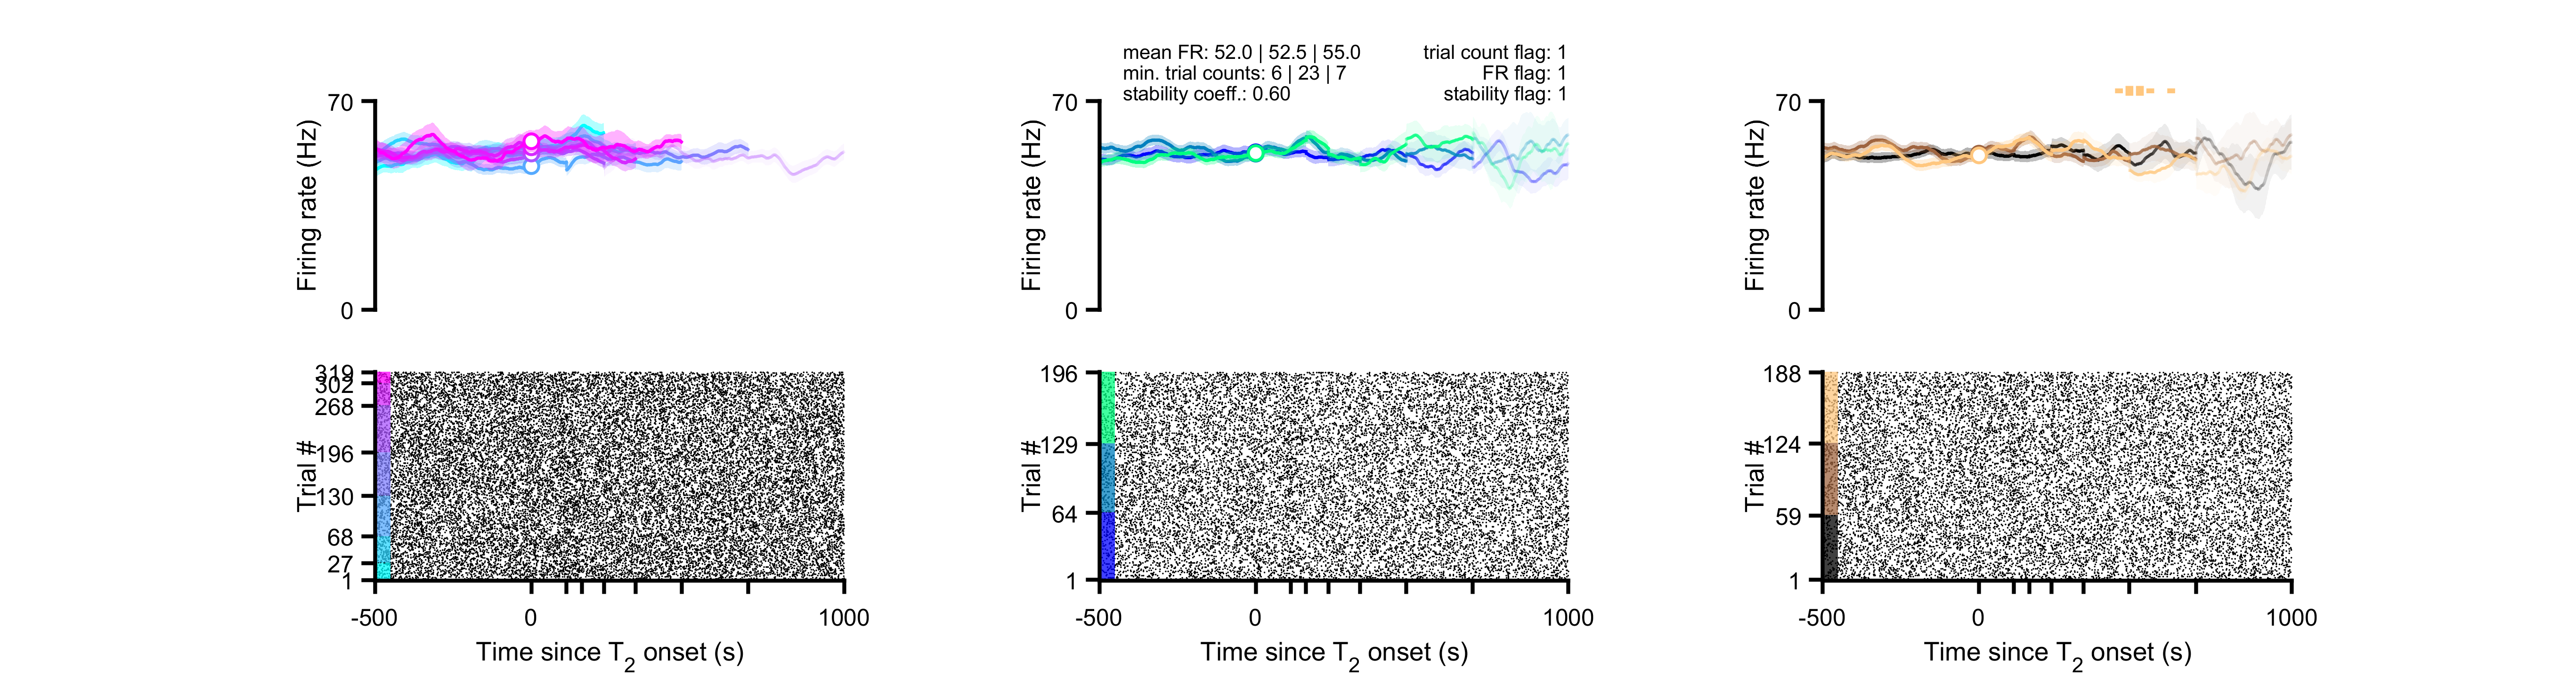 mean FR: 52.0 | 52.5 | 55.0
min. trial counts: 6 | 23 | 7
stability coeff.: 0.60
trial count flag: 1
FR flag: 1
stability flag: 1
70
Firing rate (Hz)
0
70
Firing rate (Hz)
0
70
Firing rate (Hz)
0
319
302
268
196
130
68
27
1
Trial #
-500
0
1000
Time since T2 onset (s)
196
129
64
1
Trial #
-500
0
1000
Time since T2 onset (s)
188
124
59
1
Trial #
-500
0
1000
Time since T2 onset (s)